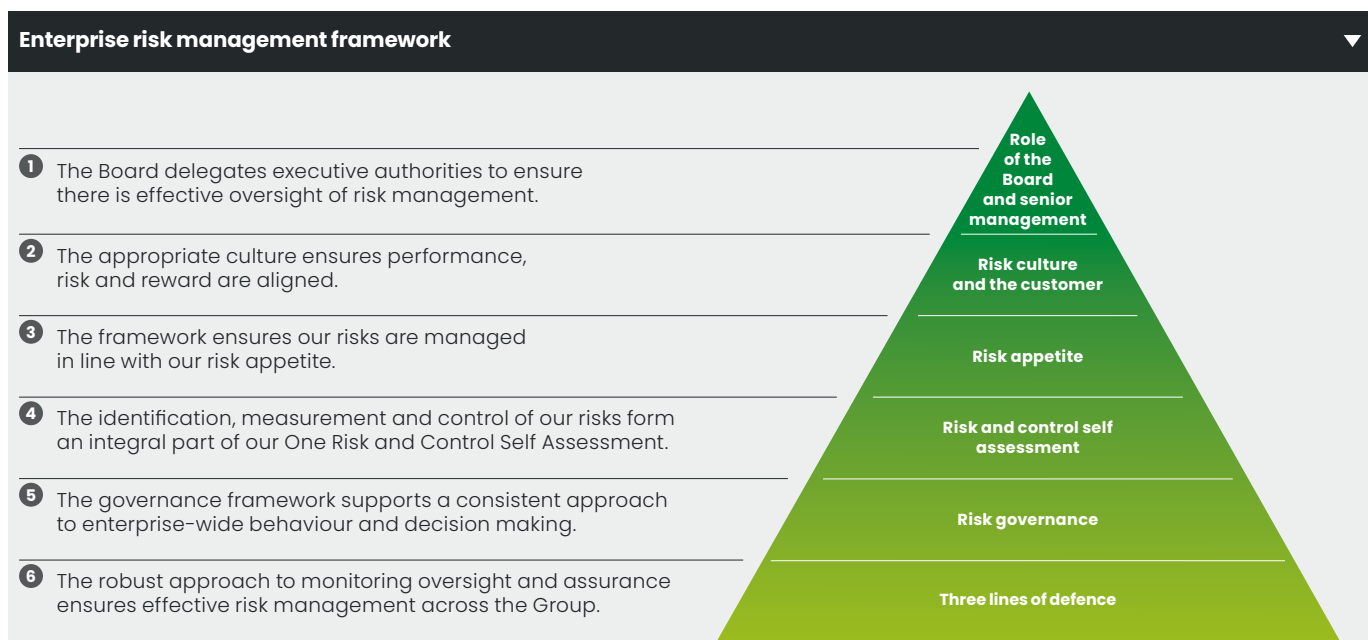 Enterprise risk management framework
1 The Board delegates executive authorities to ensure
there is effective oversight of risk management.
Role
of the
Board
and senior
management
2 The appropriate culture ensures performance,
risk and reward are aligned.
Risk culture
and the customer
3 The framework ensures our risks are managed
in line with our risk appetite.
Risk appetite
4 The identification, measurement and control of our risks form
an integral part of our One Risk and Control Self Assessment.
Risk and control self
assessment
5 The governance framework supports a consistent approach
to enterprise-wide behaviour and decision making.
Risk governance
6 The robust approach to monitoring oversight and assurance
ensures effective risk management across the Group.
Three lines of defence